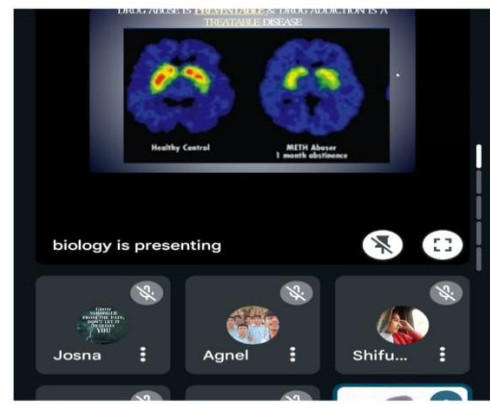 DRUG ABUSE IS PREVENTABLE & DRUG ADDICTION IS A
TREATABLE DISEASE
Healthy Control
METH Abuser
1 month abstinence
biology is presenting
Josna
Agnel
Shifu...